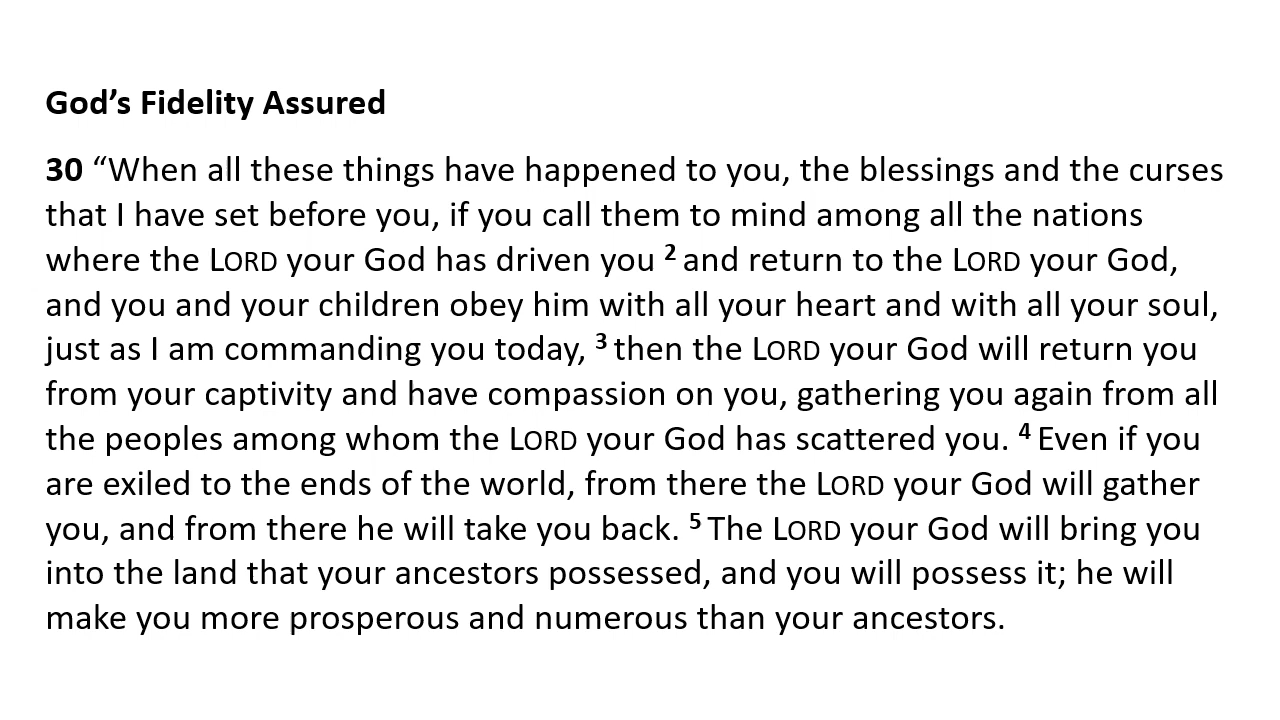 God’s Fidelity Assured
30 “When all these things have happened to you, the blessings and the curses
that I have set before you, if you call them to mind among all the nations
where the LORD your God has driven you 2 and return to the LORD your God,
and you and your children obey him with all your heart and with all your soul,
just as I am commanding you today, 3 then the LORD your God will return you
from your captivity and have compassion on you, gathering you again from all
the peoples among whom the LORD your God has scattered you. 4 Even if you
are exiled to the ends of the world, from there the LORD your God will gather
you, and from there he will take you back. 5 The LORD your God will bring you
into the land that your ancestors possessed, and you will possess it; he will
make you more prosperous and numerous than your ancestors.